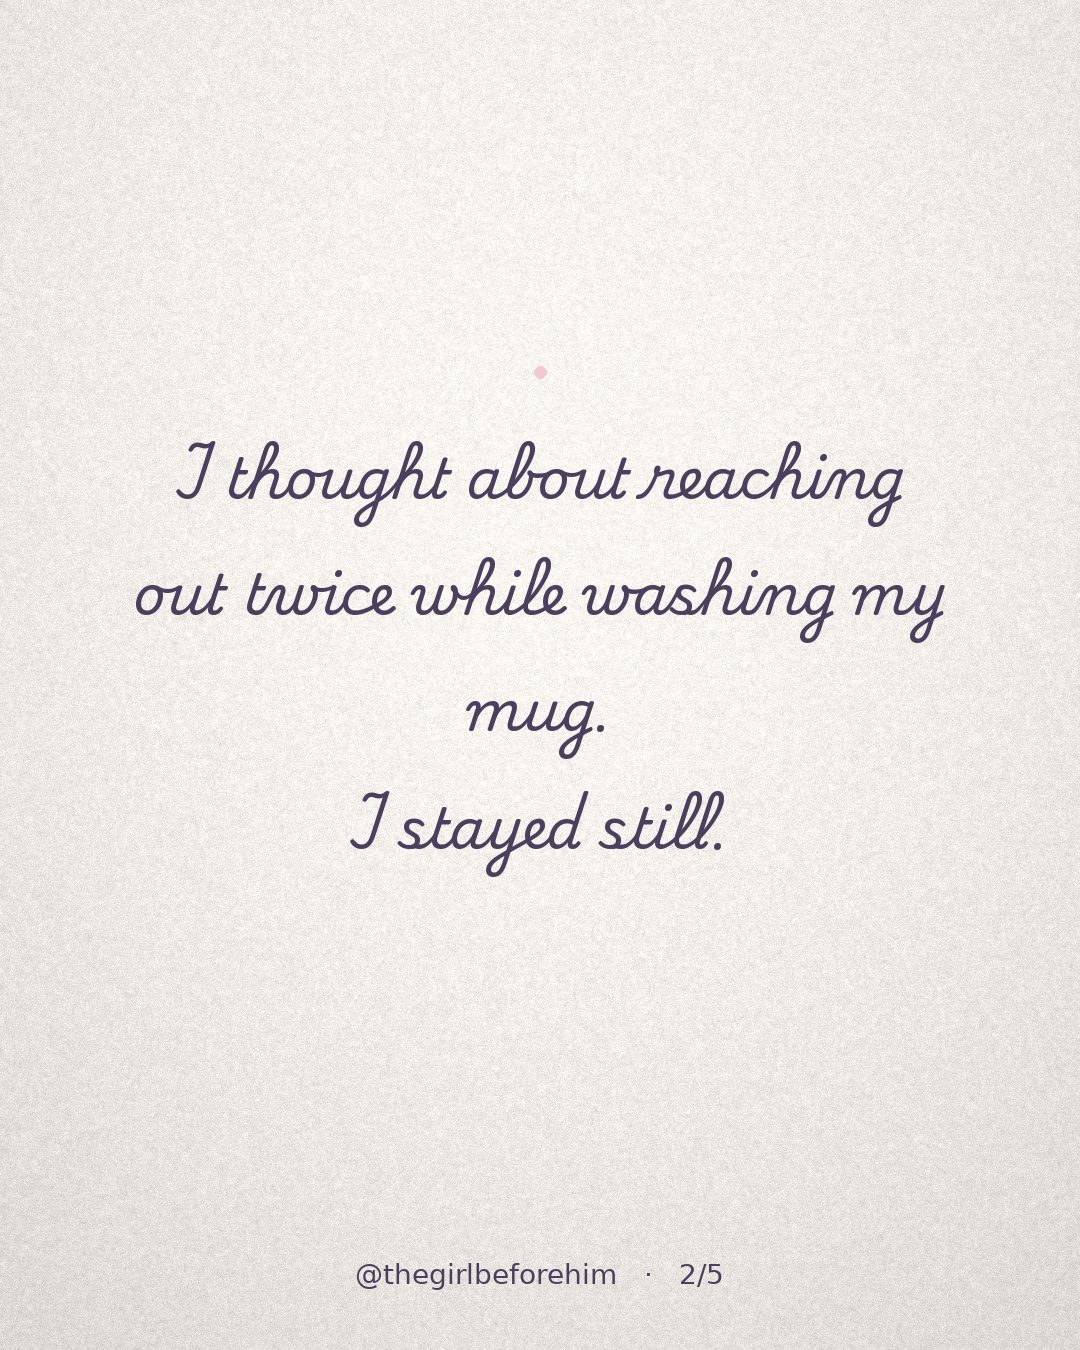 I thought about reaching
out twice while washing my
mug.
I stayed still.
@thegirlbeforehim · 2/5